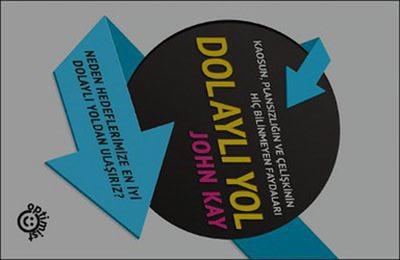 KAOSUN, PLANSIZLIĞIN VE ÇELİŞKİNİN
HİÇ BİLİNMEYEN FAYDALARI
DOLAYLI YOL
JOHN KAY
NEDEN HEDEFLERİMİZE EN İYİ
DOLAYLI YOLDAN ULAŞIRIZ?
optimist